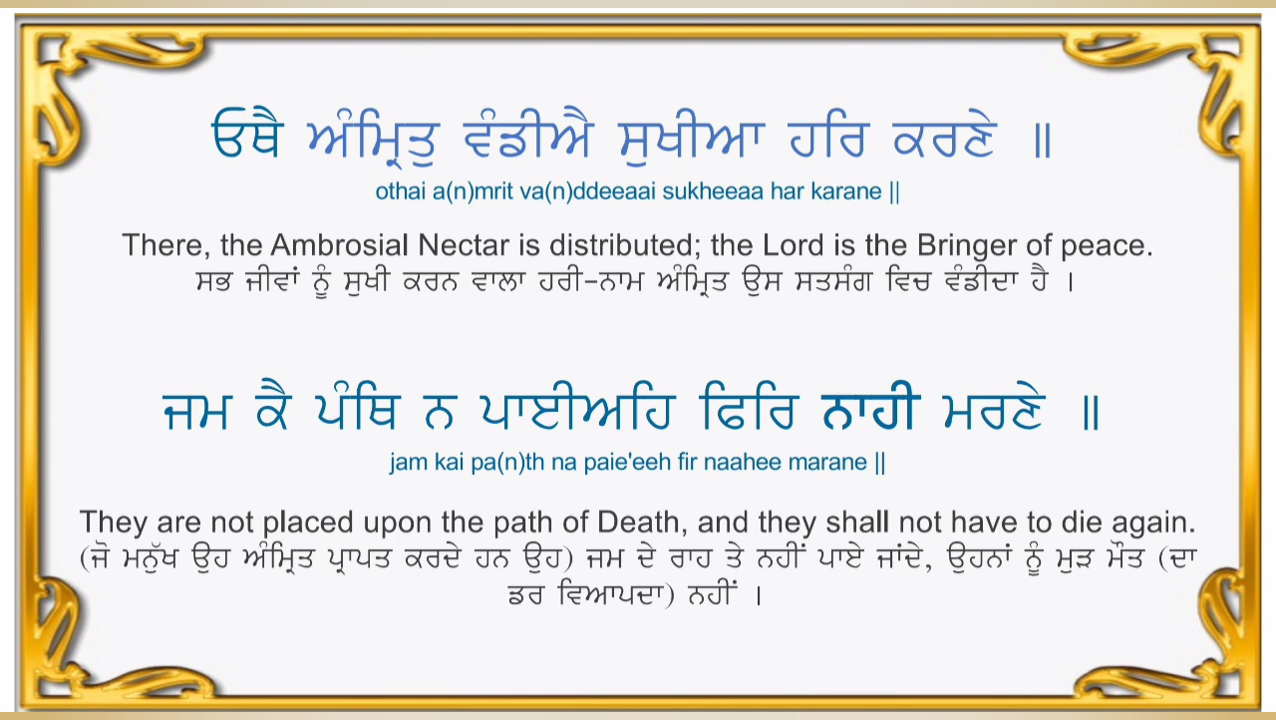 ਓਥੈ ਅੰਮ੍ਰਿਤੁ ਵੰਡੀਐ ਸੁਖੀਆ ਹਰਿ ਕਰਣੇ ॥
othai a(n)mrit va(n)ddeeaai sukheeaa har karane ||
There, the Ambrosial Nectar is distributed; the Lord is the Bringer of peace.
ਸਭ ਜੀਵਾਂ ਨੂੰ ਸੁਖੀ ਕਰਨ ਵਾਲਾ ਹਰੀ-ਨਾਮ ਅੰਮ੍ਰਿਤ ਉਸ ਸਤਸੰਗ ਵਿਚ ਵੰਡੀਦਾ ਹੈ ।
ਜਮ ਕੈ ਪੰਥਿ ਨ ਪਾਈਅਹਿ ਫਿਰਿ ਨਾਹੀ ਮਰਣੇ ॥
jam kai pa(n)th na paie'eeh fir naahee marane ||
They are not placed upon the path of Death, and they shall not have to die again.
(ਜੋ ਮਨੁੱਖ ਉਹ ਅੰਮ੍ਰਿਤ ਪ੍ਰਾਪਤ ਕਰਦੇ ਹਨ ਉਹ) ਜਮ ਦੇ ਰਾਹ ਤੇ ਨਹੀਂ ਪਾਏ ਜਾਂਦੇ, ਉਹਨਾਂ ਨੂੰ ਮੁੜ ਮੌਤ (ਦਾ
ਡਰ ਵਿਆਪਦਾ) ਨਹੀਂ ।